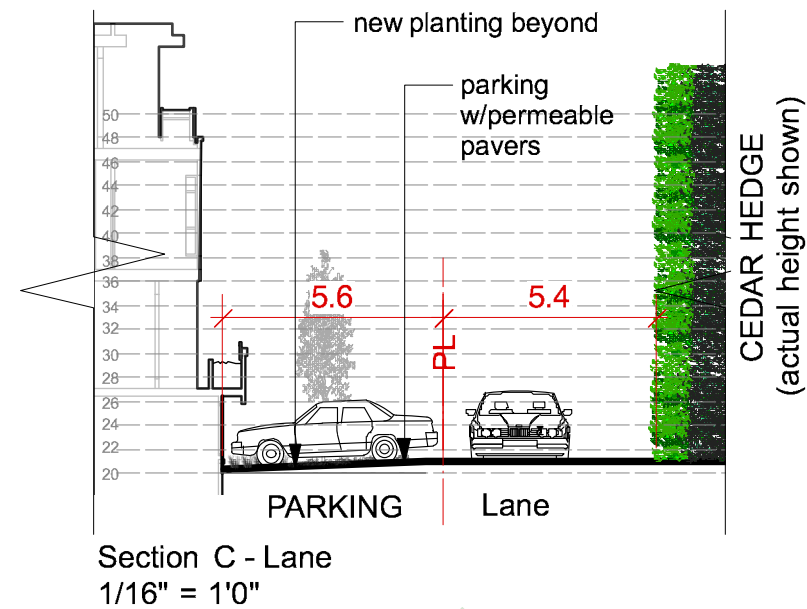 new planting beyond
parking
w/permeable
pavers
50
48
46
44
42
40
38
36
34
32
30
28
26
24
22
20
5.6
5.4
PL
CEDAR HEDGE
(actual height shown)
PARKING
Lane
Section C - Lane
1/16" = 1'0"